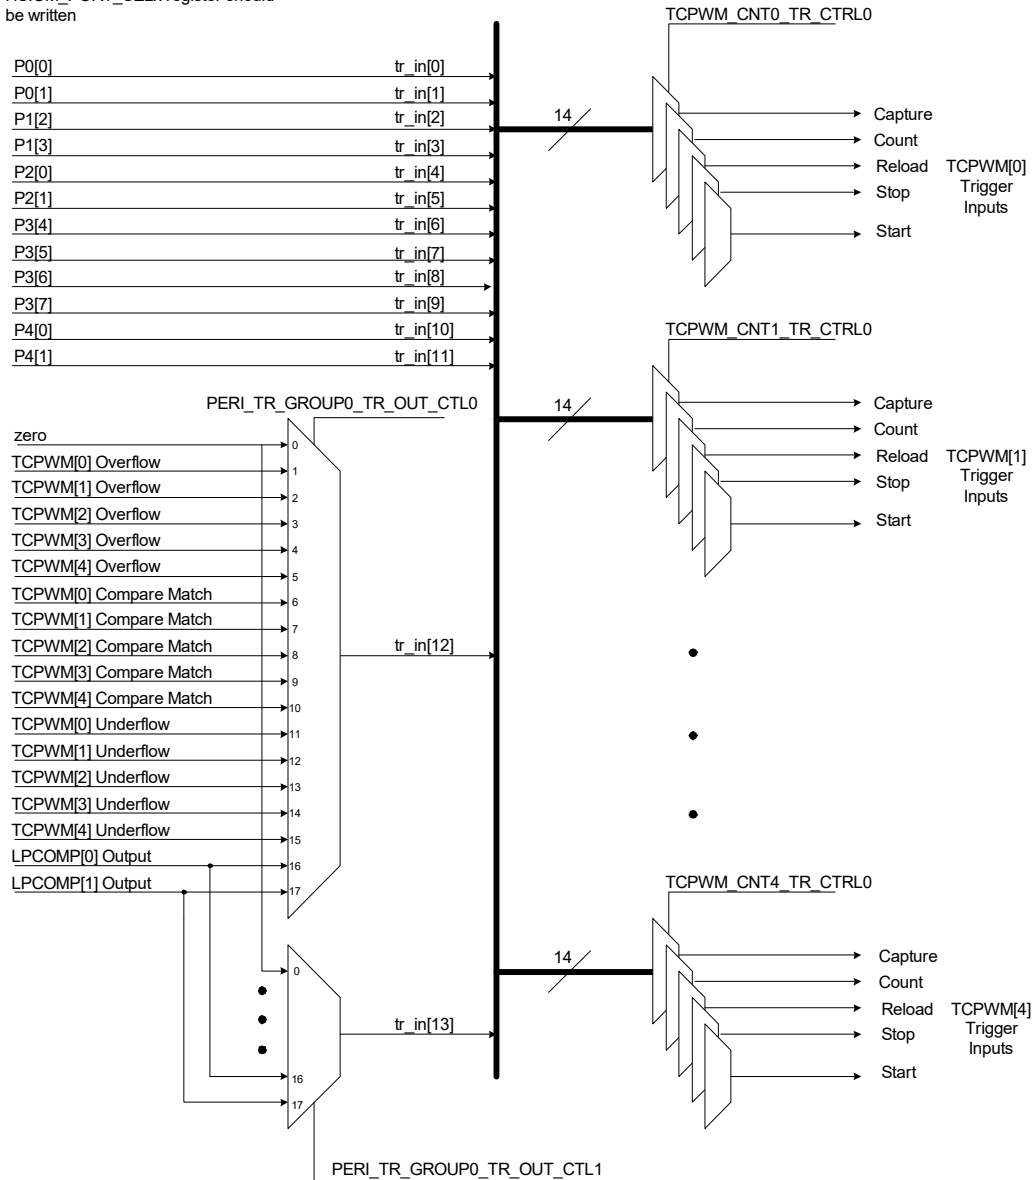 be written
TCPWM_CNT0_TR_CTRL0
P0[0] tr_in[0]
P0[1] tr_in[1]
P1[2] tr_in[2]
P1[3] tr_in[3]
P2[0] tr_in[4]
P2[1] tr_in[5]
P3[4] tr_in[6]
P3[5] tr_in[7]
P3[6] tr_in[8]
P3[7] tr_in[9]
P4[0] tr_in[10]
P4[1] tr_in[11]
14
Capture
Count
Reload
Stop
Start
TCPWM[0]
Trigger
Inputs
TCPWM_CNT1_TR_CTRL0
14
Capture
Count
Reload
Stop
Start
TCPWM[1]
Trigger
Inputs
PERI_TR_GROUP0_TR_OUT_CTL0
zero 0
TCPWM[0] Overflow 1
TCPWM[1] Overflow 2
TCPWM[2] Overflow 3
TCPWM[3] Overflow 4
TCPWM[4] Overflow 5
TCPWM[0] Compare Match 6
TCPWM[1] Compare Match 7
TCPWM[2] Compare Match 8
TCPWM[3] Compare Match 9
TCPWM[4] Compare Match 10
TCPWM[0] Underflow 11
TCPWM[1] Underflow 12
TCPWM[2] Underflow 13
TCPWM[3] Underflow 14
TCPWM[4] Underflow 15
LPCOMP[0] Output 16
LPCOMP[1] Output 17
tr_in[12]
TCPWM_CNT4_TR_CTRL0
14
Capture
Count
Reload
Stop
Start
TCPWM[4]
Trigger
Inputs
0
16
17
tr_in[13]
PERI_TR_GROUP0_TR_OUT_CTL1